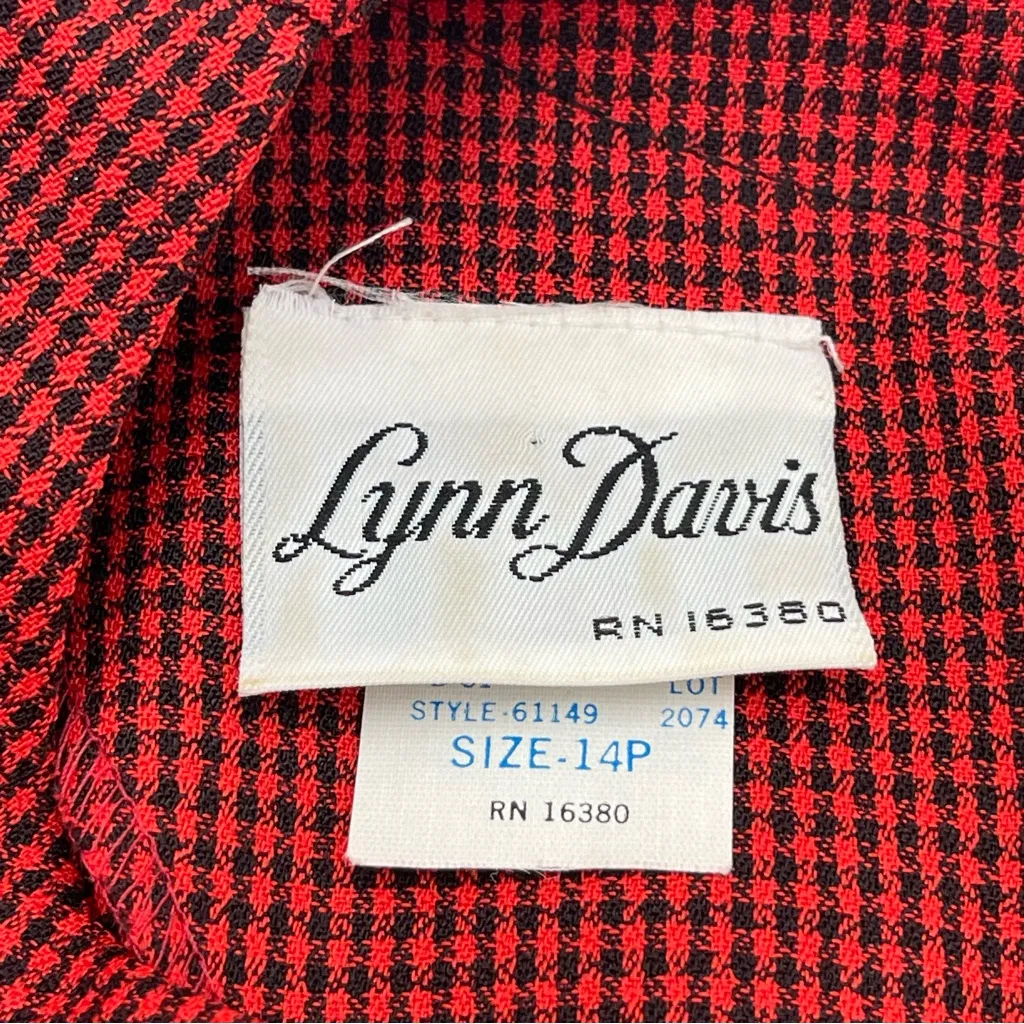 Lynn Davis
RN 16380
LOT
STYLE-61149 2074
SIZE-14P
RN 16380